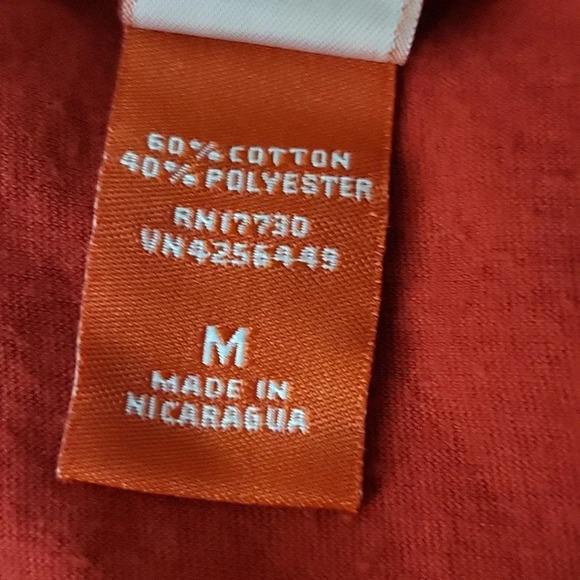 60% COTTON
40% POLYESTER
RN17730
VN4256449
M
MADE IN
NICARAGUA